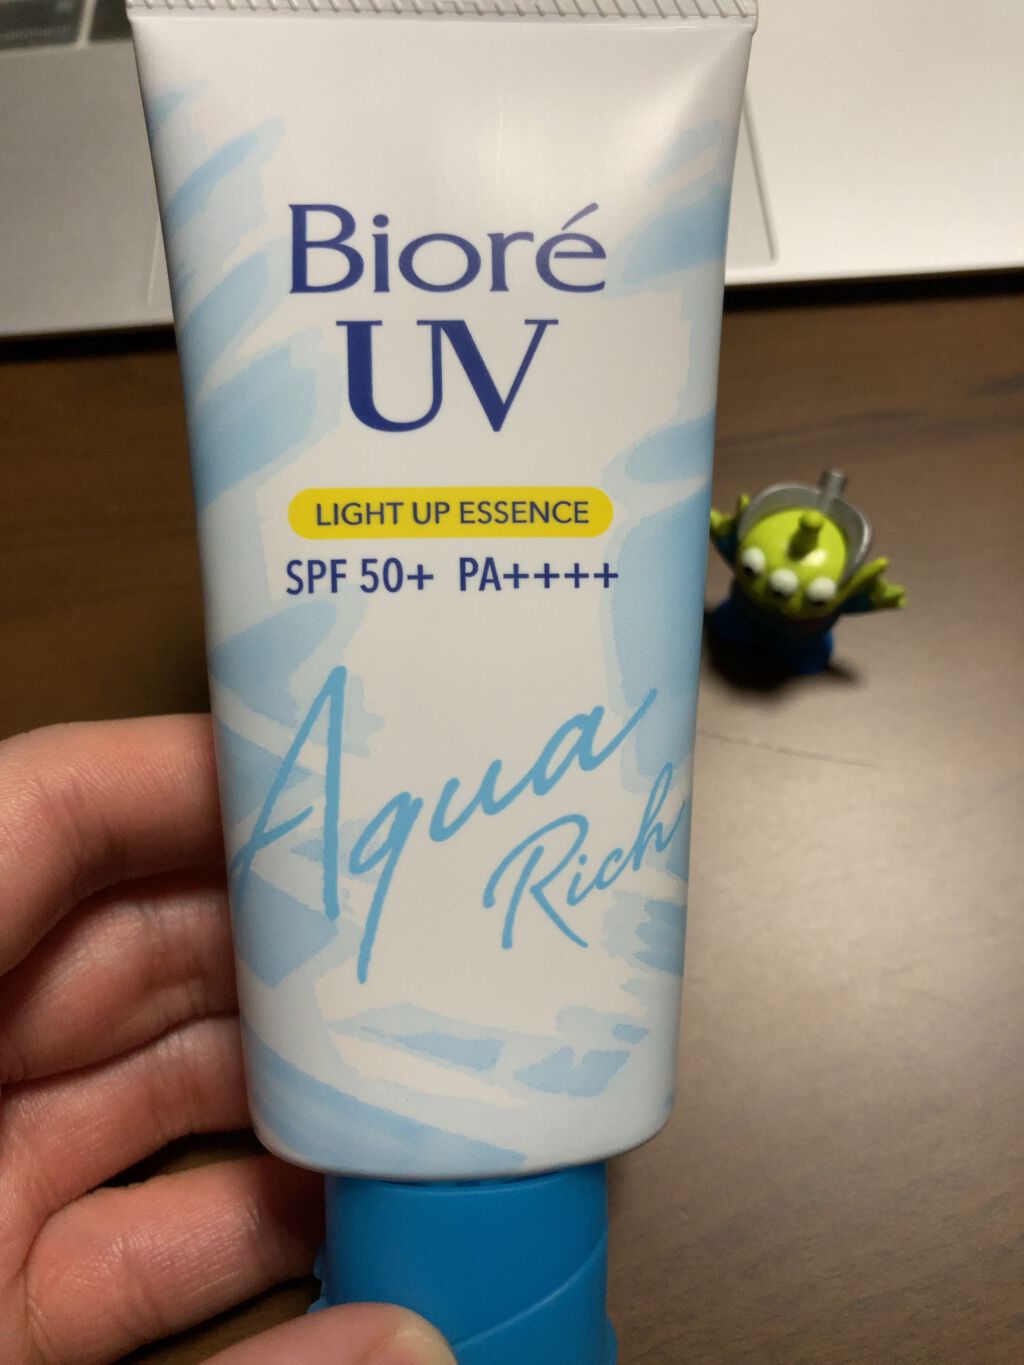 Bioré
UV
LIGHT UP ESSENCE
SPF 50+ PA++++
Aqua
Rich